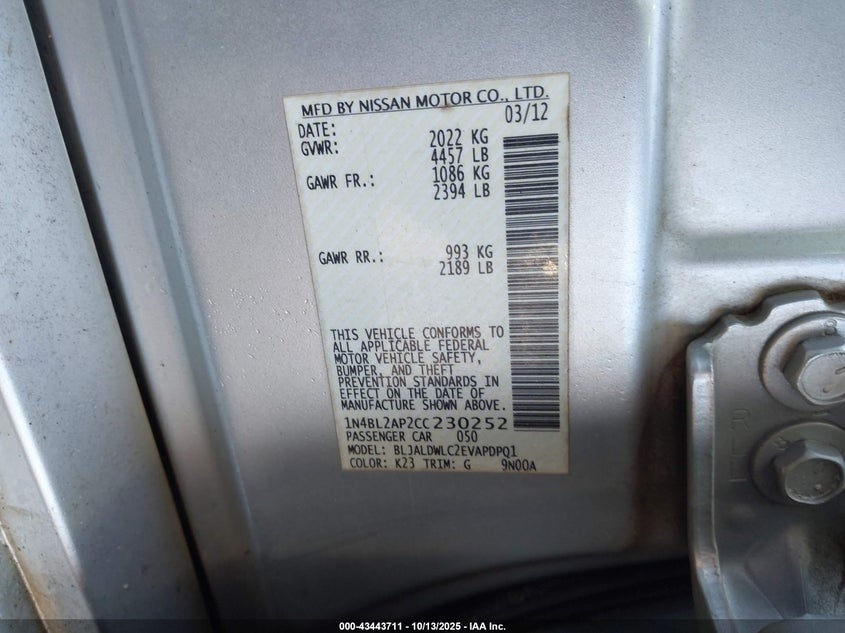 MFD BY NISSAN MOTOR CO., LTD.
DATE: 03/12
GVWR: 2022 KG
4457 LB
GAWR FR.: 1086 KG
2394 LB
GAWR RR.: 993 KG
2189 LB
THIS VEHICLE CONFORMS TO
ALL APPLICABLE FEDERAL
MOTOR VEHICLE SAFETY,
BUMPER, AND THEFT
PREVENTION STANDARDS IN
EFFECT ON THE DATE OF
MANUFACTURE SHOWN ABOVE.
1N4BL2AP2CC230252
PASSENGER CAR 050
MODEL: BLJALDWLC2EVAPDPQ1
COLOR: K23 TRIM: G 9N00A
000-43443711 - 10/13/2025 - IAA Inc.